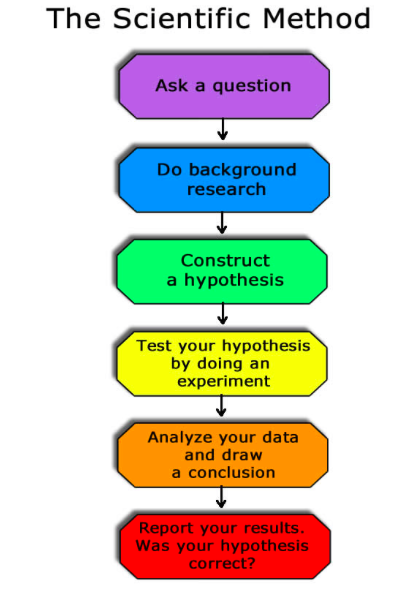 The Scientific Method
Ask a question
Do background
research
Construct
a hypothesis
Test your hypothesis
by doing an
experiment
Analyze your data
and draw
a conclusion
Report your results.
Was your hypothesis
correct?